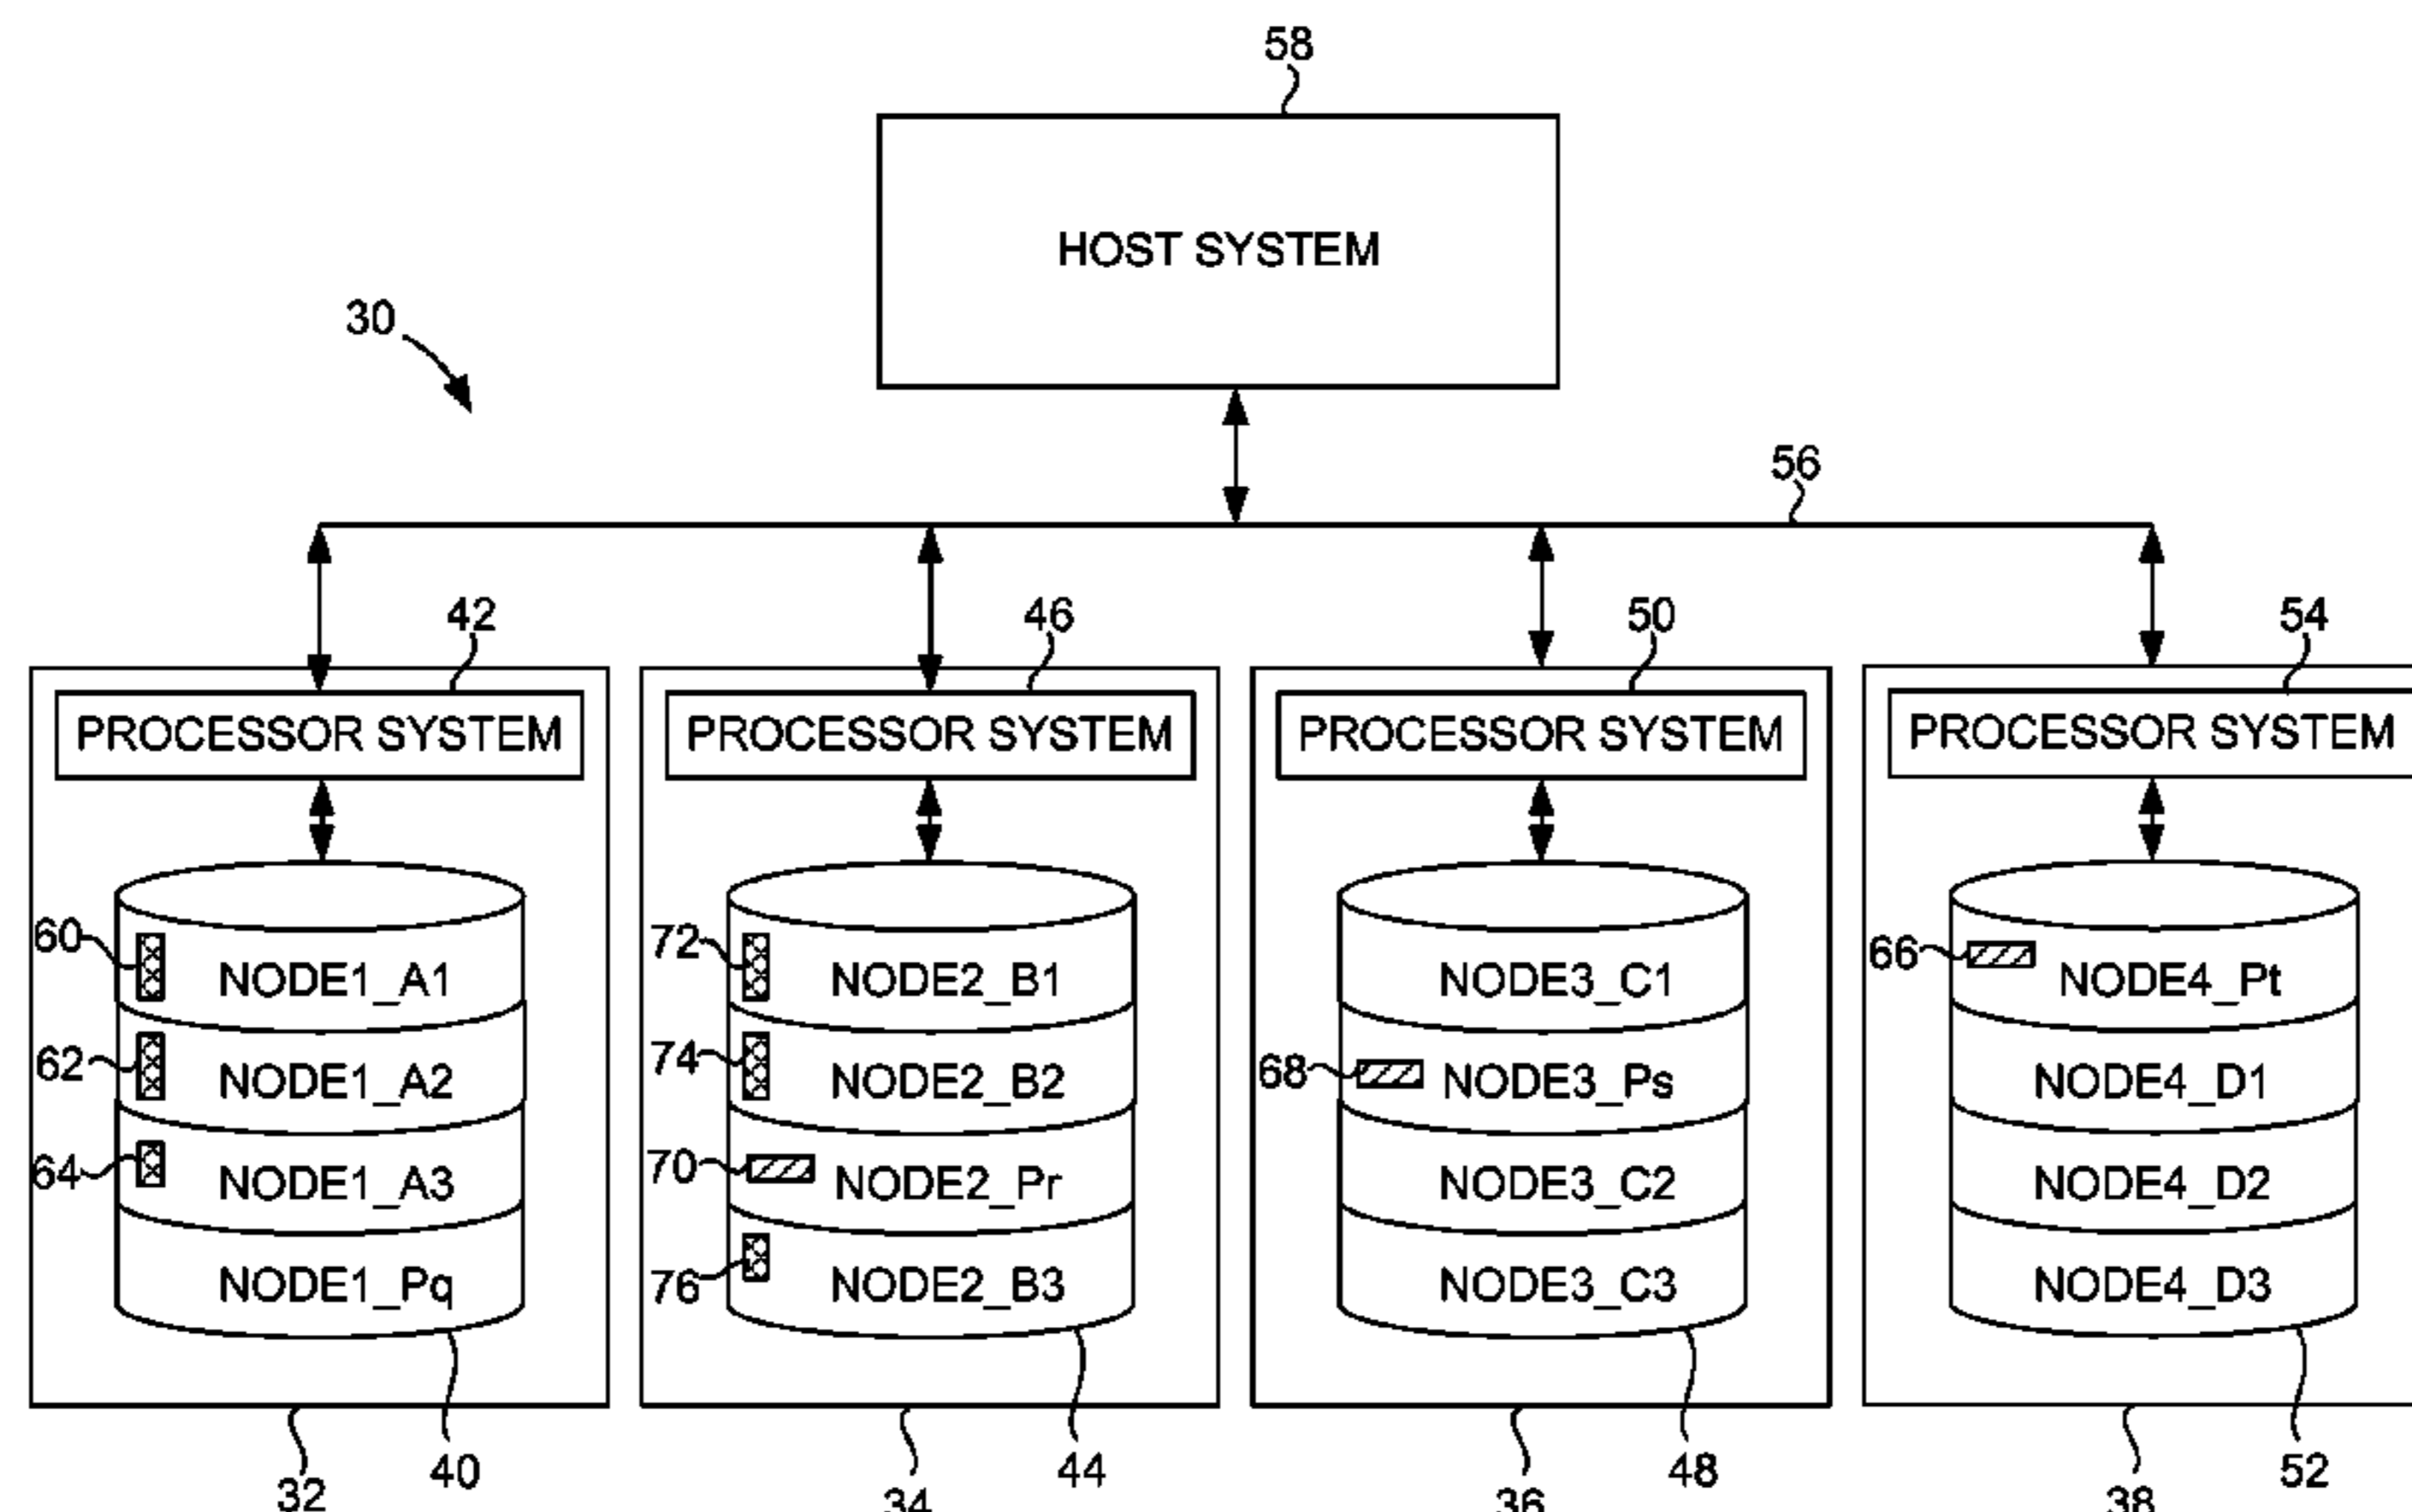 58
HOST SYSTEM
30
56
42
46
50
54
PROCESSOR SYSTEM
PROCESSOR SYSTEM
PROCESSOR SYSTEM
PROCESSOR SYSTEM
60
NODE1_A1
72
NODE2_B1
NODE3_C1
66
NODE4_Pt
62
NODE1_A2
74
NODE2_B2
68
NODE3_Ps
NODE4_D1
64
NODE1_A3
70
NODE2_Pr
NODE3_C2
NODE4_D2
NODE1_Pq
76
NODE2_B3
NODE3_C3
NODE4_D3
32
40
34
44
36
48
38
52